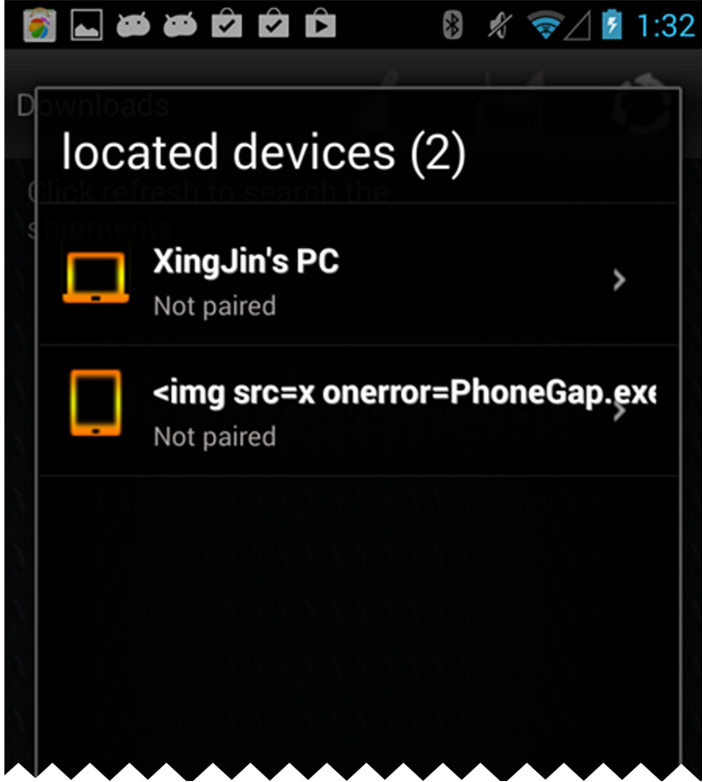 1:32
Downloads
located devices (2)
Click refresh to search the
shipments
XingJin's PC
Not paired
<img src=x onerror=PhoneGap.exe
Not paired